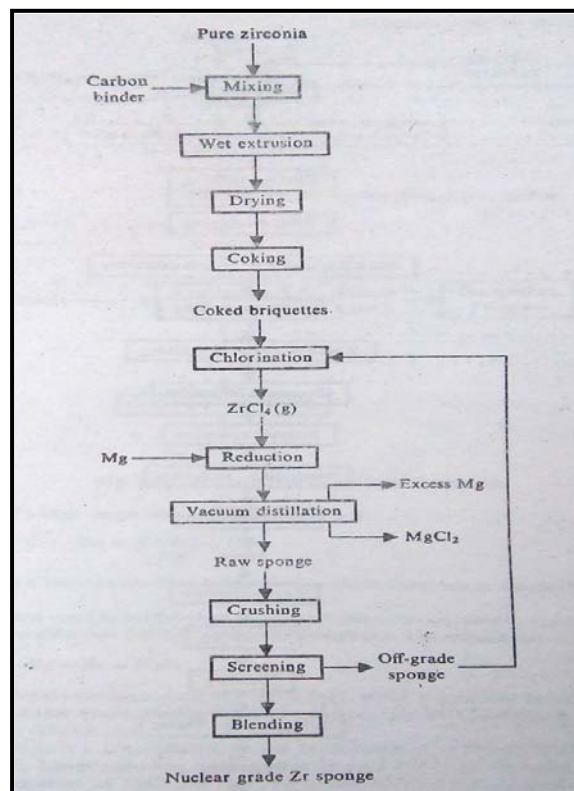 Pure zirconia
Carbon
binder
Mixing
Wet extrusion
Drying
Coking
Coked briquettes.
Chlorination
ZrCl₄ (g)
Mg
Reduction
Excess Mg
Vacuum distillation
MgCl₂
Raw sponge
Crushing
Screening
Off-grade
sponge
Blending
Nuclear grade Zr sponge